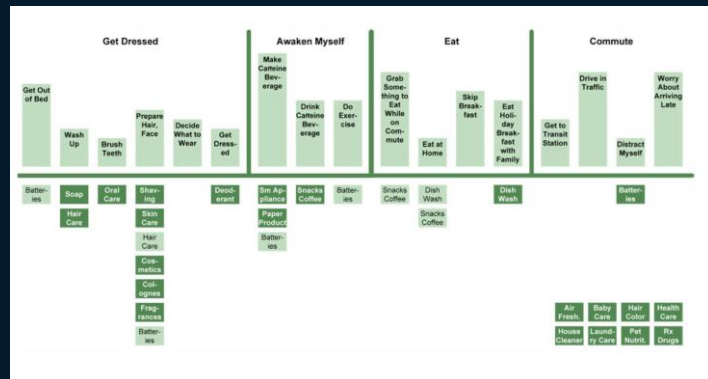 Get Dressed
Awaken Myself
Eat
Commute
Get Out
of Bed
Wash
Up
Brush
Teeth
Prepare
Hair,
Face
Decide
What to
Wear
Get
Dress-
ed
Make
Caffeine
Bev-
erage
Drink
Caffeine
Bev-
erage
Do
Exer-
cise
Grab
Some-
thing to
Eat
While
on
Com-
mute
Eat at
Home
Skip
Break-
fast
Eat
Holi-
day
Break-
fast
with
Family
Get to
Transit
Station
Drive in
Traffic
Distract
Myself
Worry
About
Arriving
Late
Batter-
ies
Soap
Hair
Care
Oral
Care
Shav-
ing
Skin
Care
Hair
Care
Cos-
metics
Col-
ognes
Frag-
rances
Batter-
ies
Deod-
erant
Sm Ap-
pliance
Paper
Product
Batter-
ies
Snacks
Coffee
Batter-
ies
Snacks
Coffee
Dish
Wash
Snacks
Coffee
Dish
Wash
Batter-
ies
Air
Fresh.
Baby
Care
Hair
Color
Health
Care
House
Cleaner
Laund-
ry Care
Pet
Nutrit.
Rx
Drugs